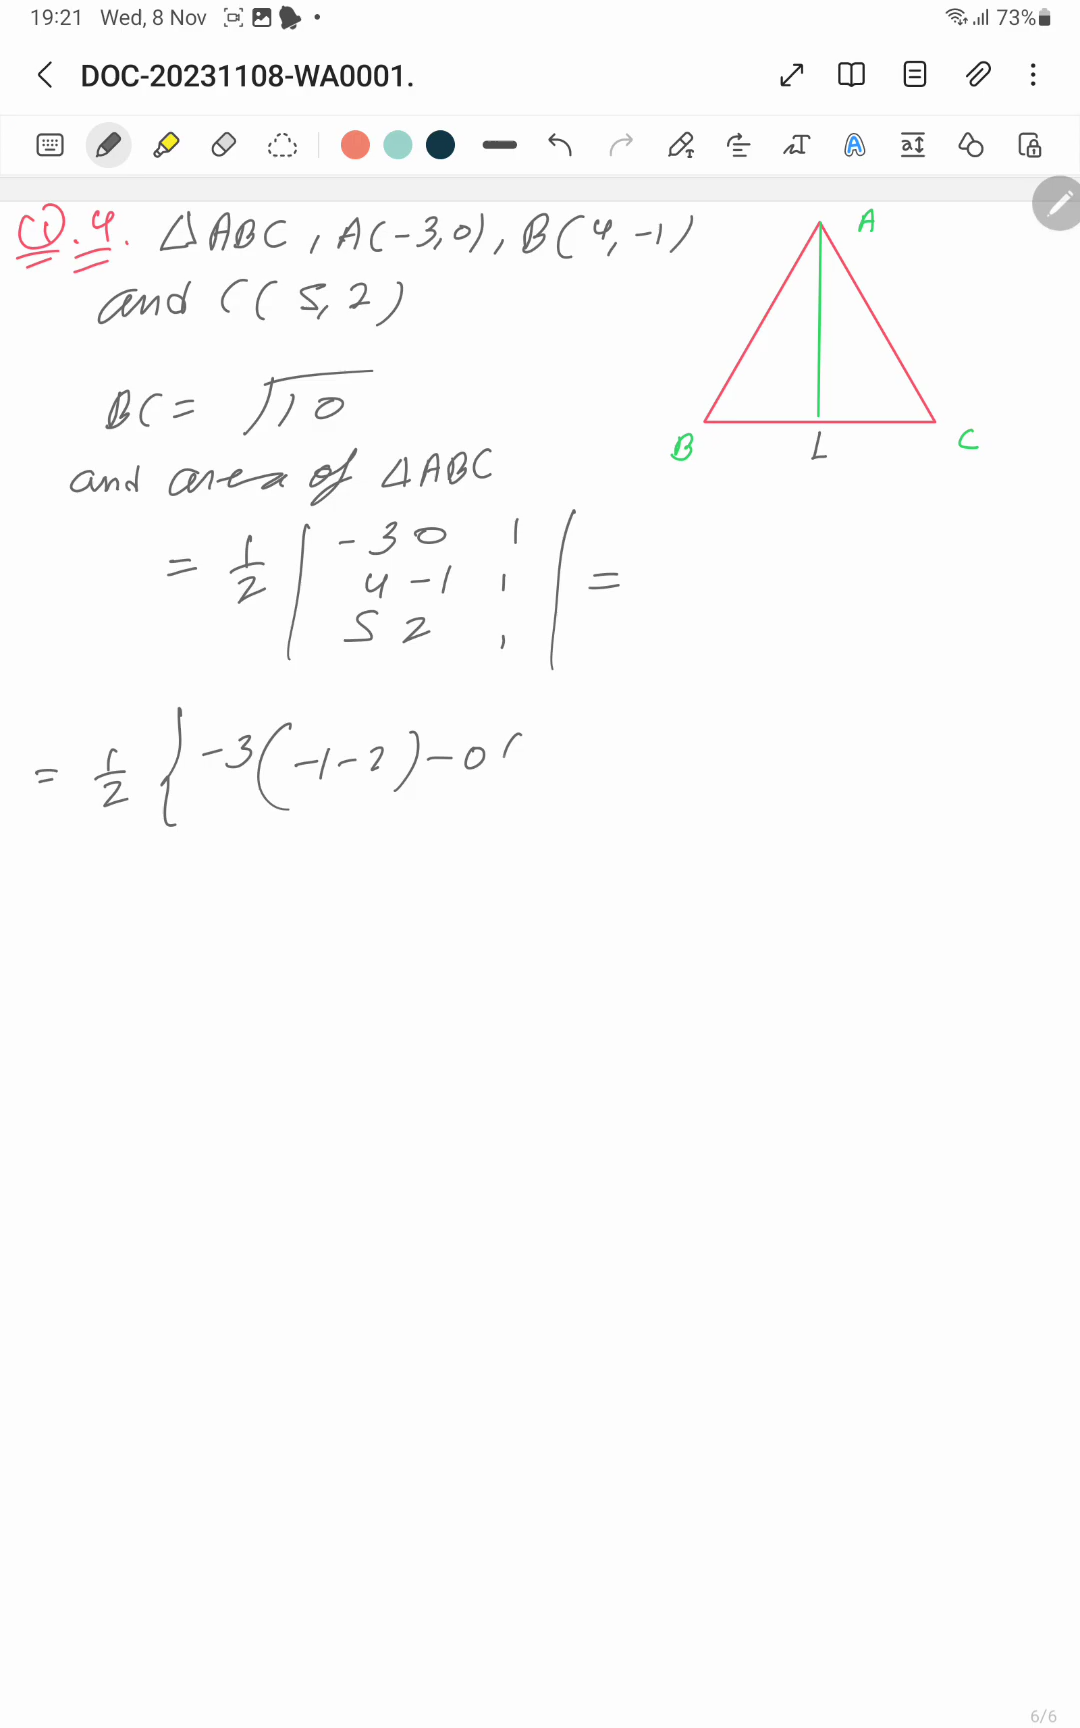 19:21 Wed, 8 Nov 73%
DOC-20231108-WA0001.
Q.4. △ABC, A(-3,0), B(4,-1)
and C(5,2)
A
B L C
BC = √10
and area of △ABC
= 1/2 | -3 0 1
4 -1 1
5 2 1 | =
= 1/2 { -3(-1-2)-0(
6/6